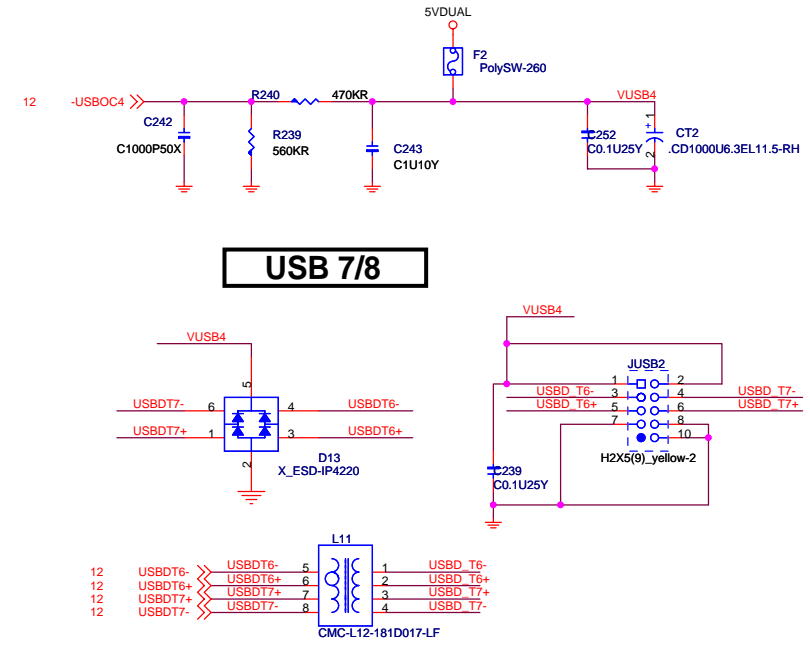 5VDUAL
F2
PolySW-260
12 -USBOC4 R240 470KR VUSB4
C242
C1000P50X
R239
560KR
C243
C1U10Y
C252
C0.1U25Y
+ 1
2
CT2
.CD1000U6.3EL11.5-RH
USB 7/8
VUSB4
5
USBDT7- 6 4 USBDT6-
USBDT7+ 1 3 USBDT6+
2
D13
X_ESD-IP4220
VUSB4
JUSB2
1 2
USBD_T6- 3 4 USBD_T7-
USBD_T6+ 5 6 USBD_T7+
7 8
10
H2X5(9)_yellow-2
C239
C0.1U25Y
L11
12 USBDT6- USBDT6- 5 1 USBD_T6-
12 USBDT6+ USBDT6+ 6 2 USBD_T6+
12 USBDT7+ USBDT7+ 7 3 USBD_T7+
12 USBDT7- USBDT7- 8 4 USBD_T7-
CMC-L12-181D017-LF